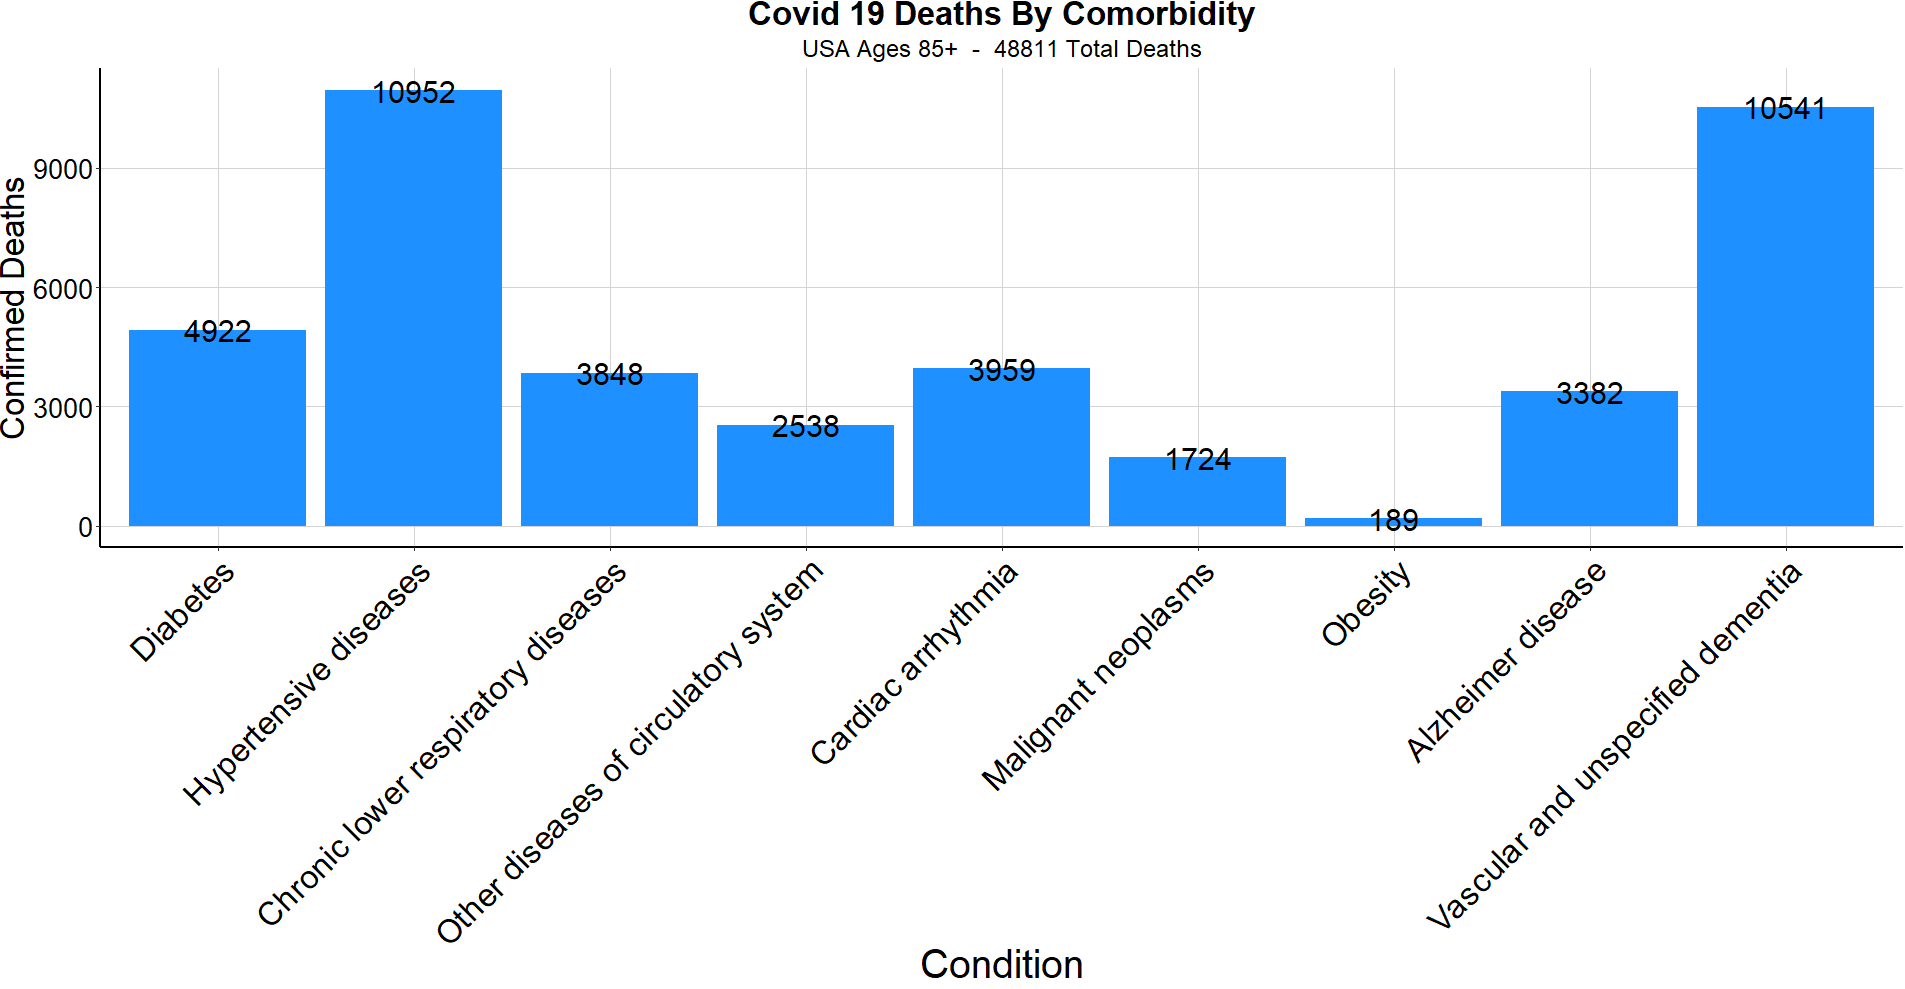 Covid 19 Deaths By Comorbidity
USA Ages 85+  -  48811 Total Deaths
Confirmed Deaths
9000
6000
3000
0
4922
10952
3848
2538
3959
1724
189
3382
10541
Diabetes
Hypertensive diseases
Chronic lower respiratory diseases
Other diseases of circulatory system
Cardiac arrhythmia
Malignant neoplasms
Obesity
Alzheimer disease
Vascular and unspecified dementia
Condition